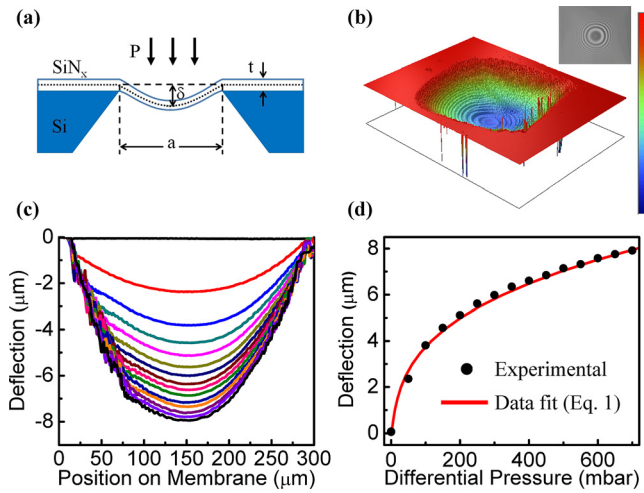 (a)
P
t
SiNₓ
δ
Si
a
(b)
(c)
0
-2
-4
-6
-8
Deflection (μm)
0 50 100 150 200 250 300
Position on Membrane (μm)
(d)
8
6
4
2
0
Deflection (μm)
Experimental
Data fit (Eq. 1)
0 200 400 600
Differential Pressure (mbar)